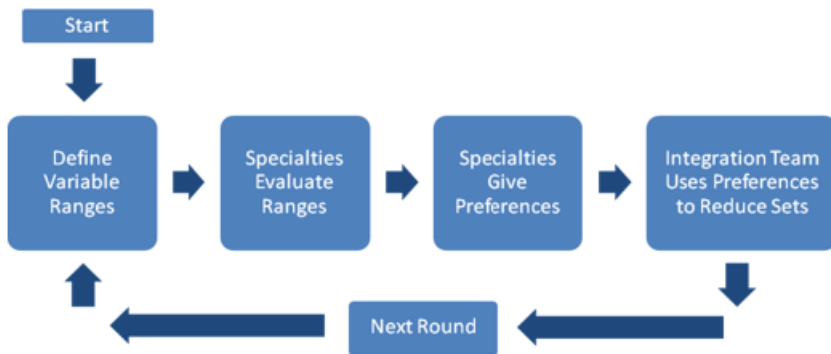 Start
Define
Variable
Ranges
Specialties
Evaluate
Ranges
Specialties
Give
Preferences
Integration Team
Uses Preferences
to Reduce Sets
Next Round